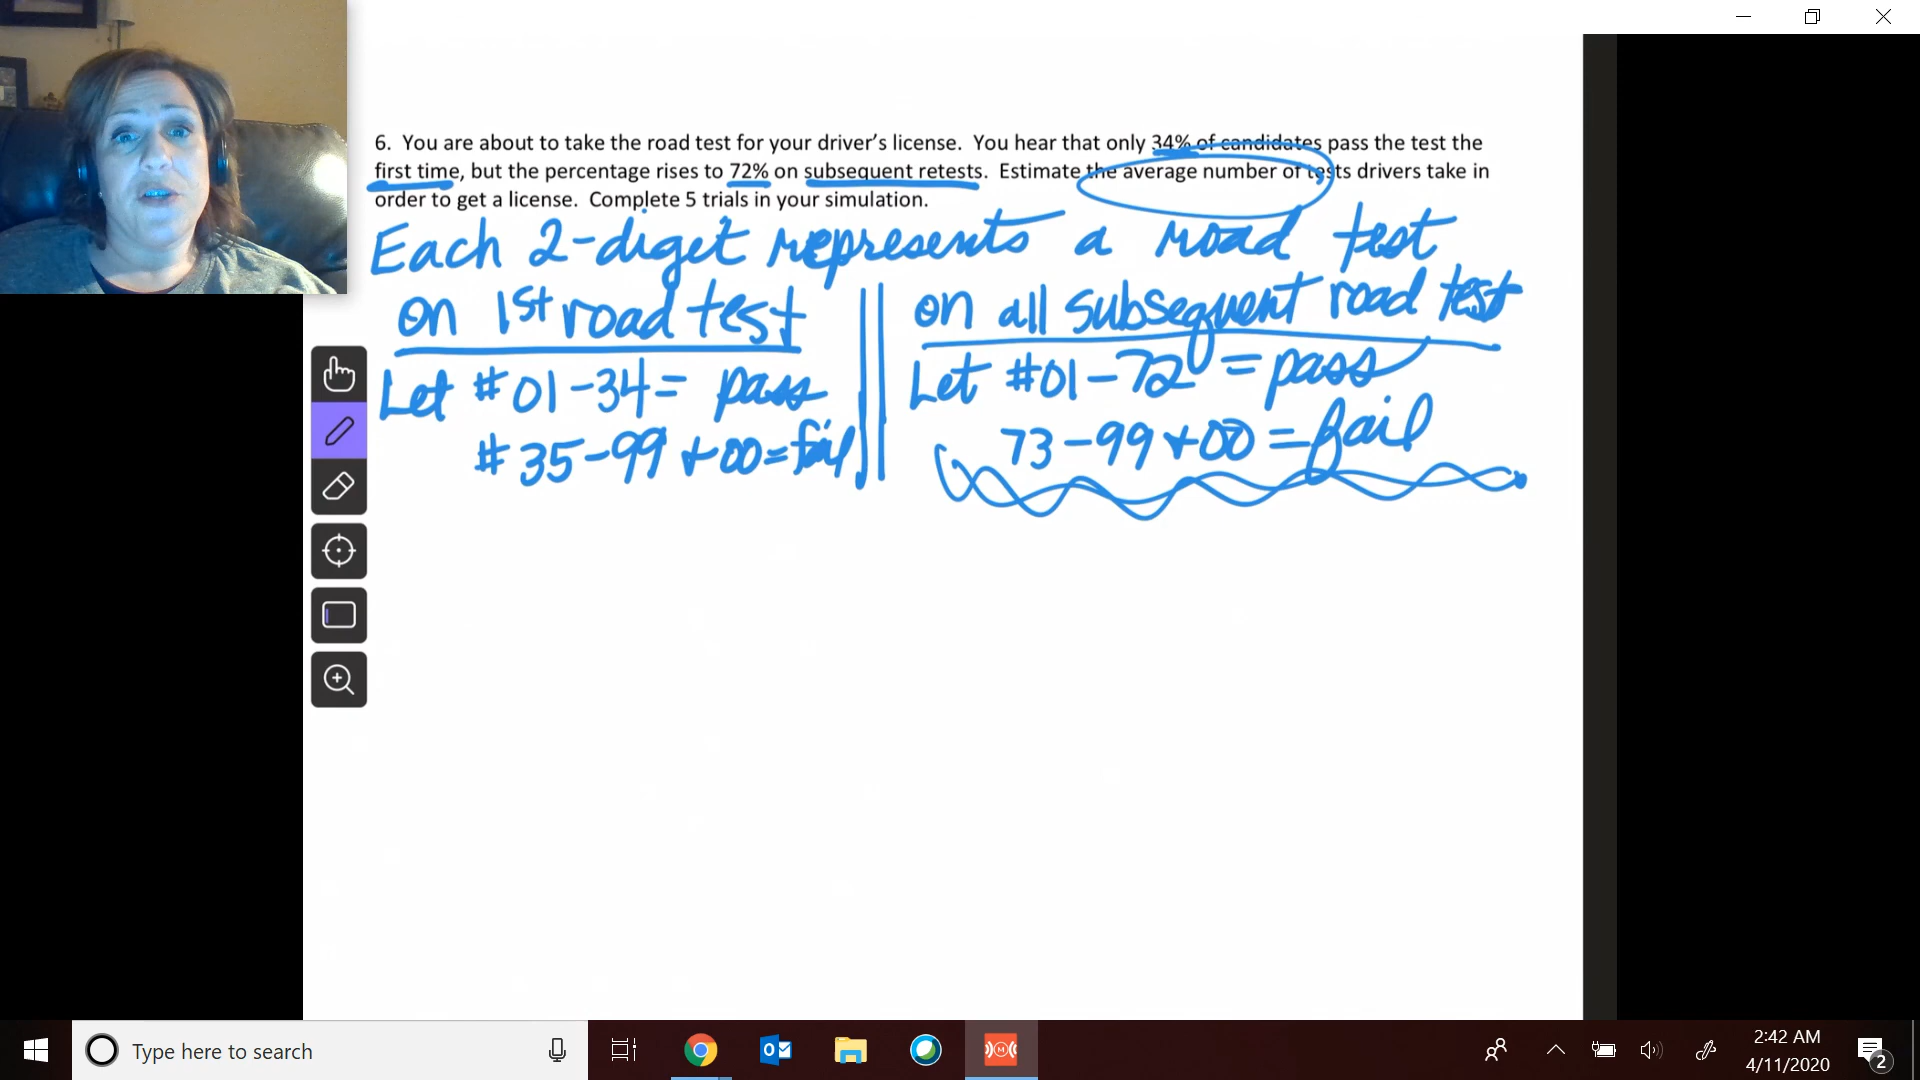 6. You are about to take the road test for your driver's license. You hear that only 34% of candidates pass the test the
first time, but the percentage rises to 72% on subsequent retests. Estimate the average number of tests drivers take in
order to get a license. Complete 5 trials in your simulation.
Each 2-digit represents a road test
on 1st road test
Let #01-34= pass
#35-99 + 00=fail
on all subsequent road test
Let #01-72 = pass
73-99 + 00 = fail
Type here to search
2:42 AM
4/11/2020
2